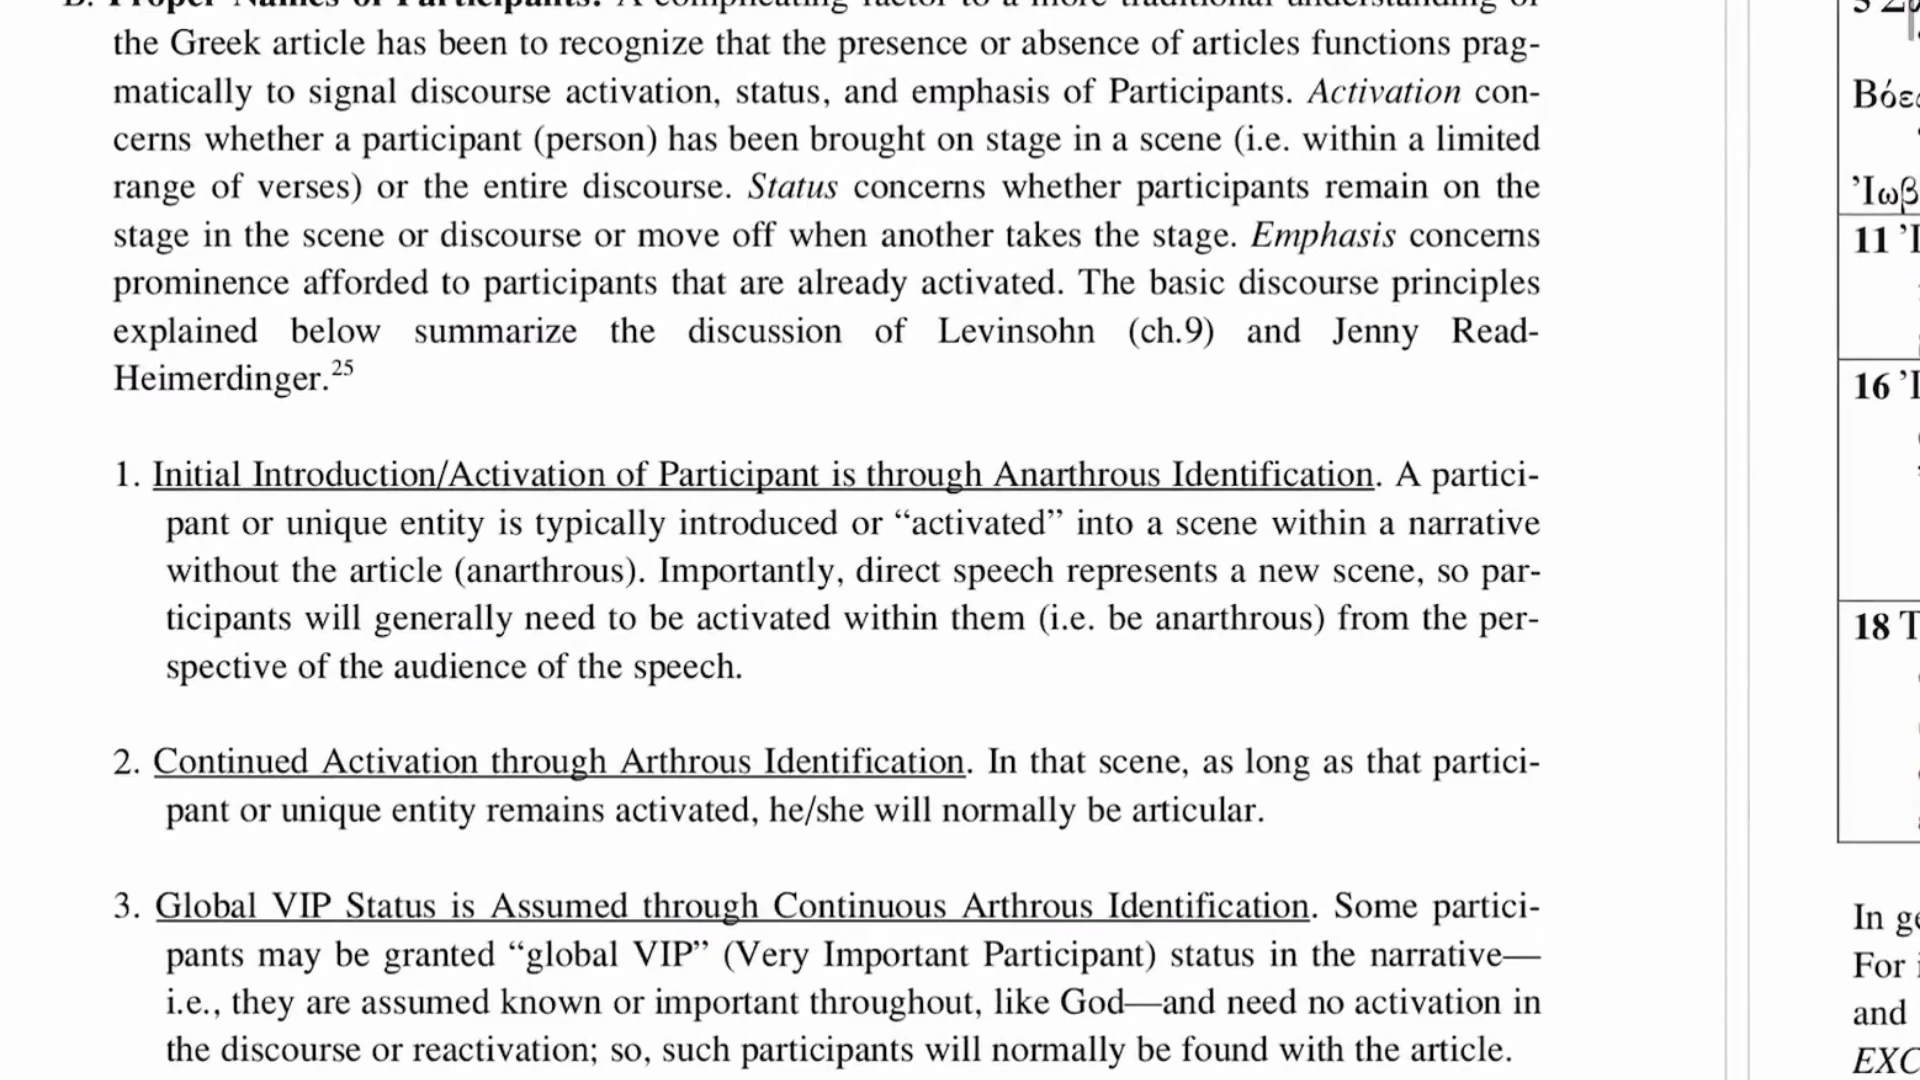 B. Proper Names of Participants. A complicating factor to a more traditional understanding of
the Greek article has been to recognize that the presence or absence of articles functions prag-
matically to signal discourse activation, status, and emphasis of Participants. Activation con-
cerns whether a participant (person) has been brought on stage in a scene (i.e. within a limited
range of verses) or the entire discourse. Status concerns whether participants remain on the
stage in the scene or discourse or move off when another takes the stage. Emphasis concerns
prominence afforded to participants that are already activated. The basic discourse principles
explained below summarize the discussion of Levinsohn (ch.9) and Jenny Read-
Heimerdinger.25
1. Initial Introduction/Activation of Participant is through Anarthrous Identification. A partici-
pant or unique entity is typically introduced or “activated” into a scene within a narrative
without the article (anarthrous). Importantly, direct speech represents a new scene, so par-
ticipants will generally need to be activated within them (i.e. be anarthrous) from the per-
spective of the audience of the speech.
2. Continued Activation through Arthrous Identification. In that scene, as long as that partici-
pant or unique entity remains activated, he/she will normally be articular.
3. Global VIP Status is Assumed through Continuous Arthrous Identification. Some partici-
pants may be granted “global VIP” (Very Important Participant) status in the narrative—
i.e., they are assumed known or important throughout, like God—and need no activation in
the discourse or reactivation; so, such participants will normally be found with the article.
11
16
18
In
For
and